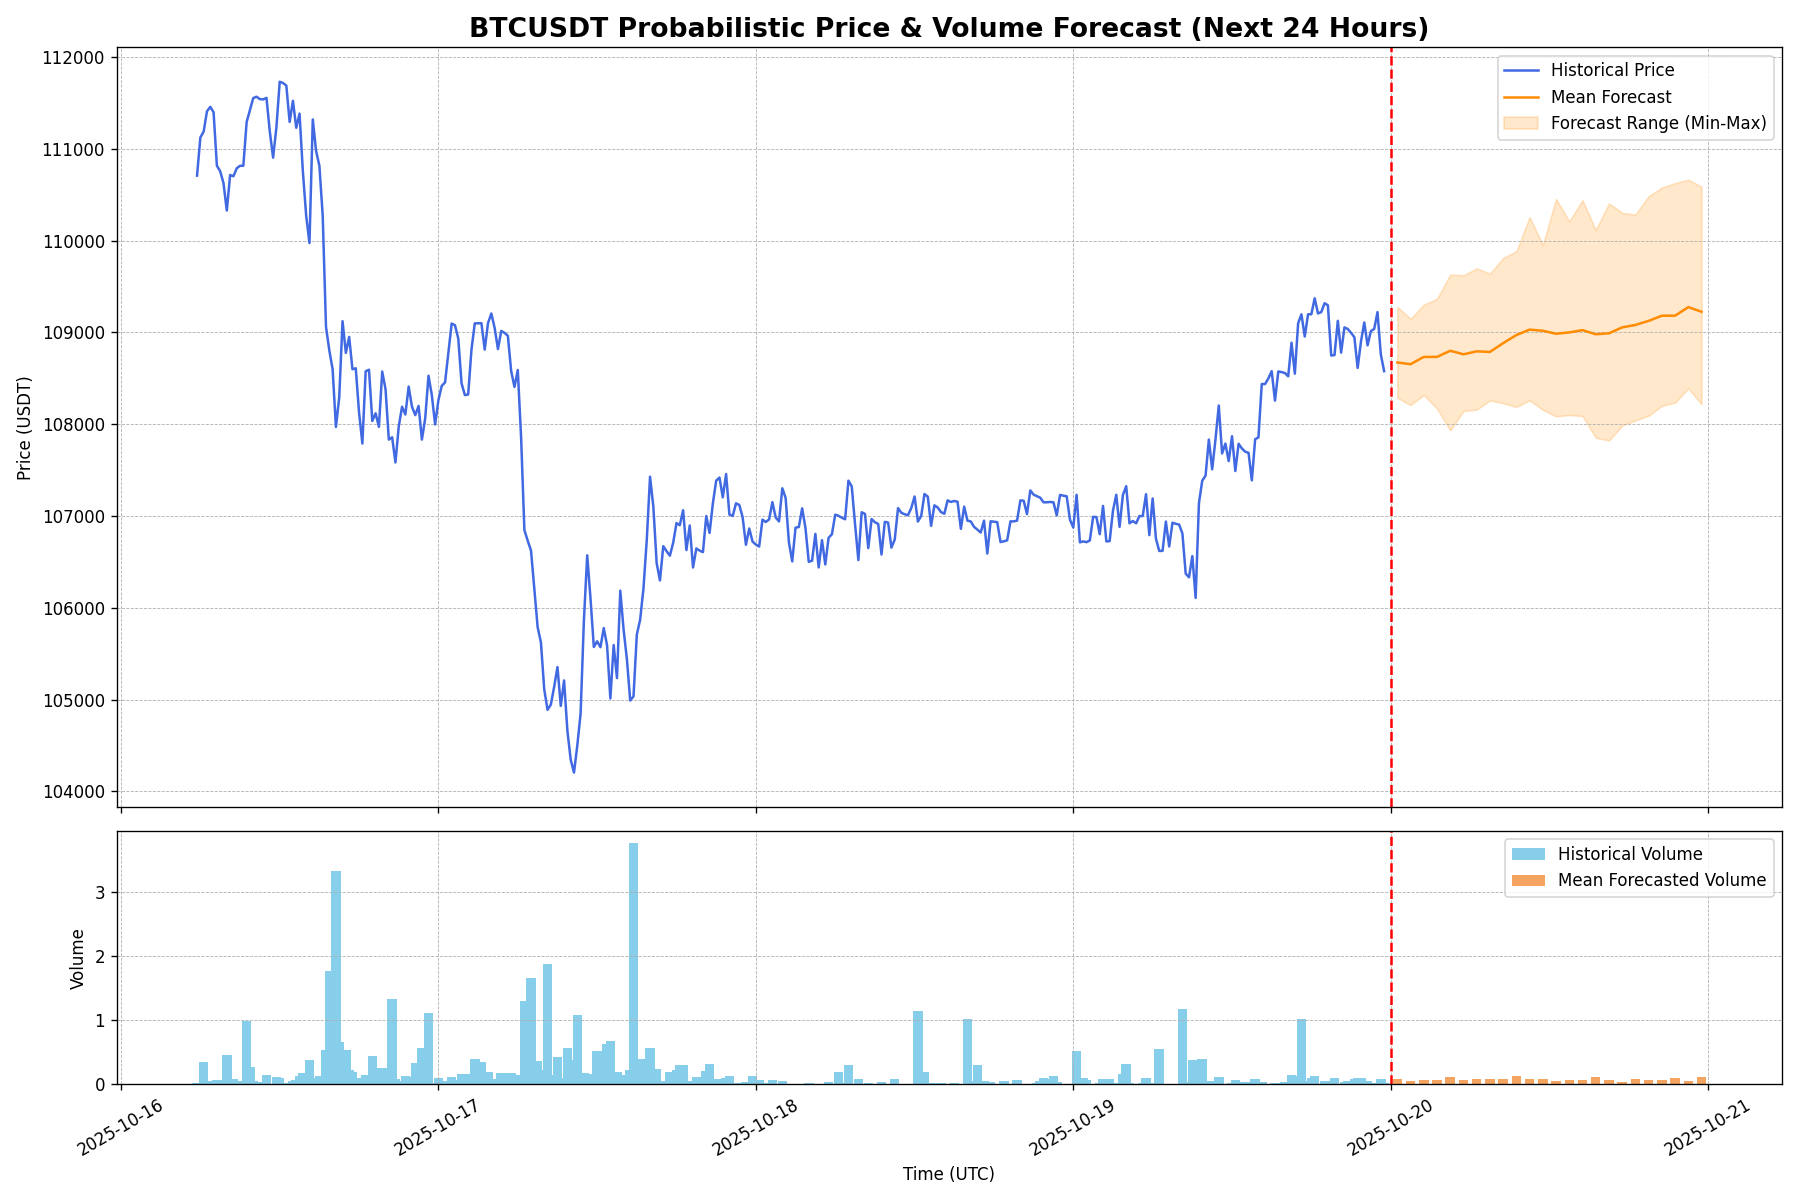 BTCUSDT Probabilistic Price & Volume Forecast (Next 24 Hours)
Price (USDT)
112000
111000
110000
109000
108000
107000
106000
105000
104000
Historical Price
Mean Forecast
Forecast Range (Min-Max)
Volume
3
2
1
0
Historical Volume
Mean Forecasted Volume
2025-10-16
2025-10-17
2025-10-18
2025-10-19
2025-10-20
2025-10-21
Time (UTC)